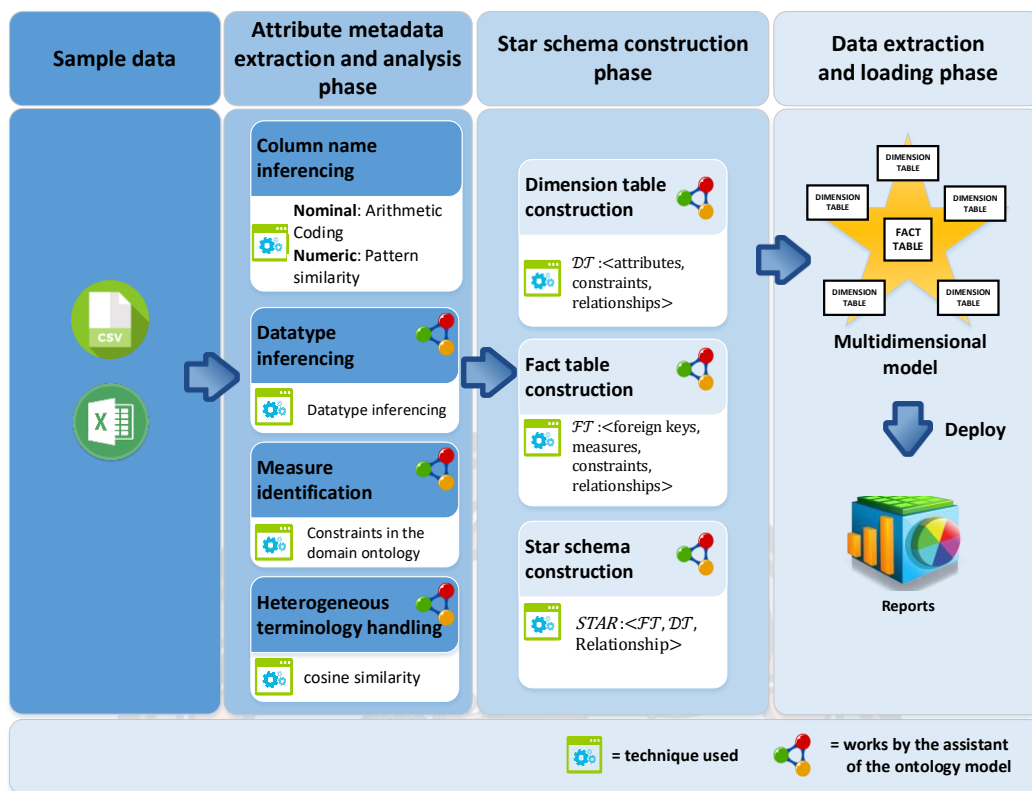 Sample data
Attribute metadata
extraction and analysis
phase
Star schema construction
phase
Data extraction
and loading phase
CSV
X
Column name
inferencing
Nominal: Arithmetic
Coding
Numeric: Pattern
similarity
Datatype
inferencing
Datatype inferencing
Measure
identification
Constraints in the
domain ontology
Heterogeneous
terminology handling
cosine similarity
Dimension table
construction
𝒟𝒯 :<attributes,
constraints,
relationships>
Fact table
construction
ℱ𝒯 :<foreign keys,
measures,
constraints,
relationships>
Star schema
construction
𝒮𝒯𝒜ℛ :<ℱ𝒯, 𝒟𝒯,
Relationship>
DIMENSION
TABLE
DIMENSION
TABLE
DIMENSION
TABLE
FACT
TABLE
DIMENSION
TABLE
DIMENSION
TABLE
Multidimensional
model
Deploy
Reports
= technique used
= works by the assistant
of the ontology model